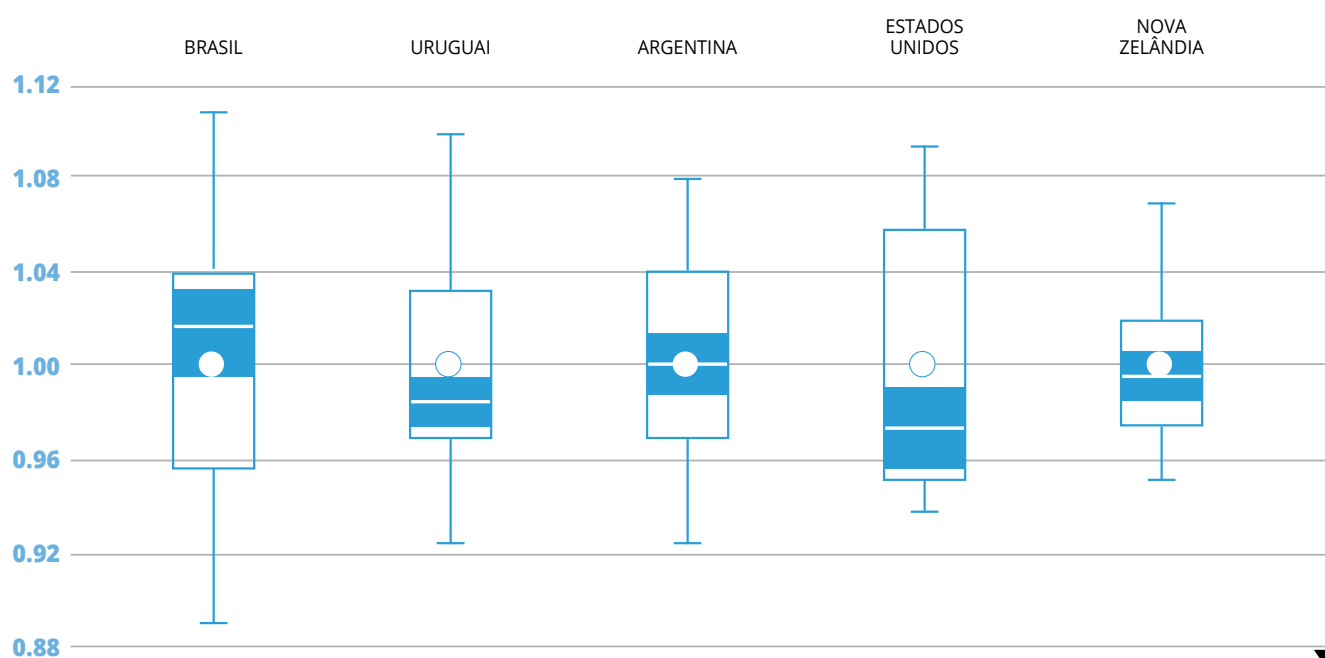 BRASIL
URUGUAI
ARGENTINA
ESTADOS
UNIDOS
NOVA
ZELÂNDIA
1.12
1.08
1.04
1.00
0.96
0.92
0.88